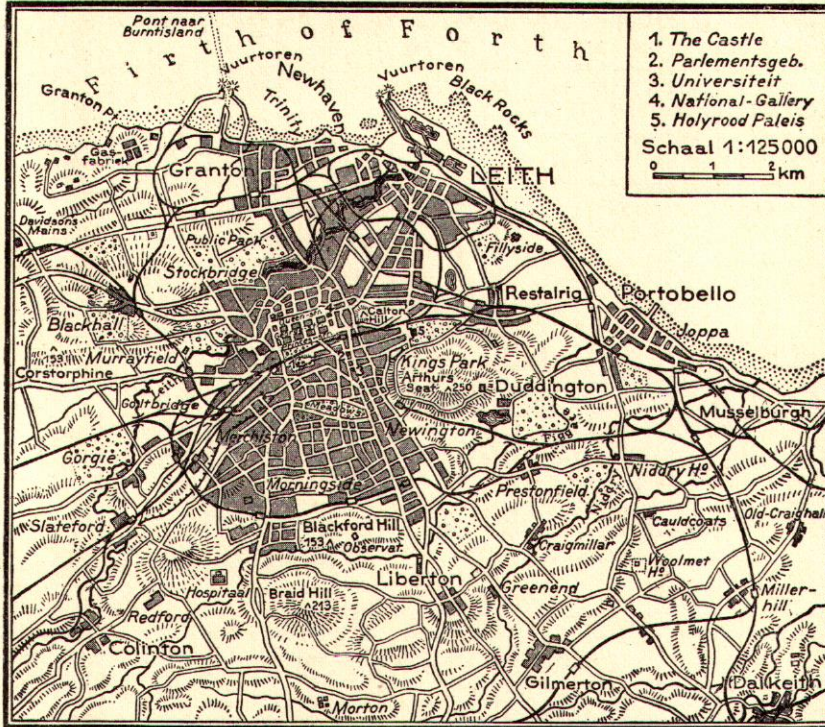 Pont naar
Burntisland
Firth of Forth
Vuurtoren
Granton p.
Trinity
Newhaven
Vuurtoren
Black Rocks
1. The Castle
2. Parlementsgeb.
3. Universiteit
4. National-Gallery
5. Holyrood Paleis
Schaal 1:125000
0 1 2 km
Gas-
fabriek
Granton
LEITH
Davidsons
Mains
Public Park
Stockbridge
Fillyside
Restalrig
Portobello
Joppa
Blackhall
Calton
hill
Murrayfield
Corstorphine
Leith
Kings Park
Arthurs
Seat 250
Duddington
Coltbridge
Meadows
Musselburgh
Merchiston
Newington
Figg
Gorgie
Morningside
Prestonfield
Niddry Ho
Niddry
Slateford
Blackford Hill
153
Observat.
Cauldcoats
Old-Craighall
Craigmillar
Woolmet
Ho
Hospitaal
Braid Hill
213
Liberton
Greenend
Miller-
hill
Redford
Colinton
Gilmerton
Dalkeith
Morton